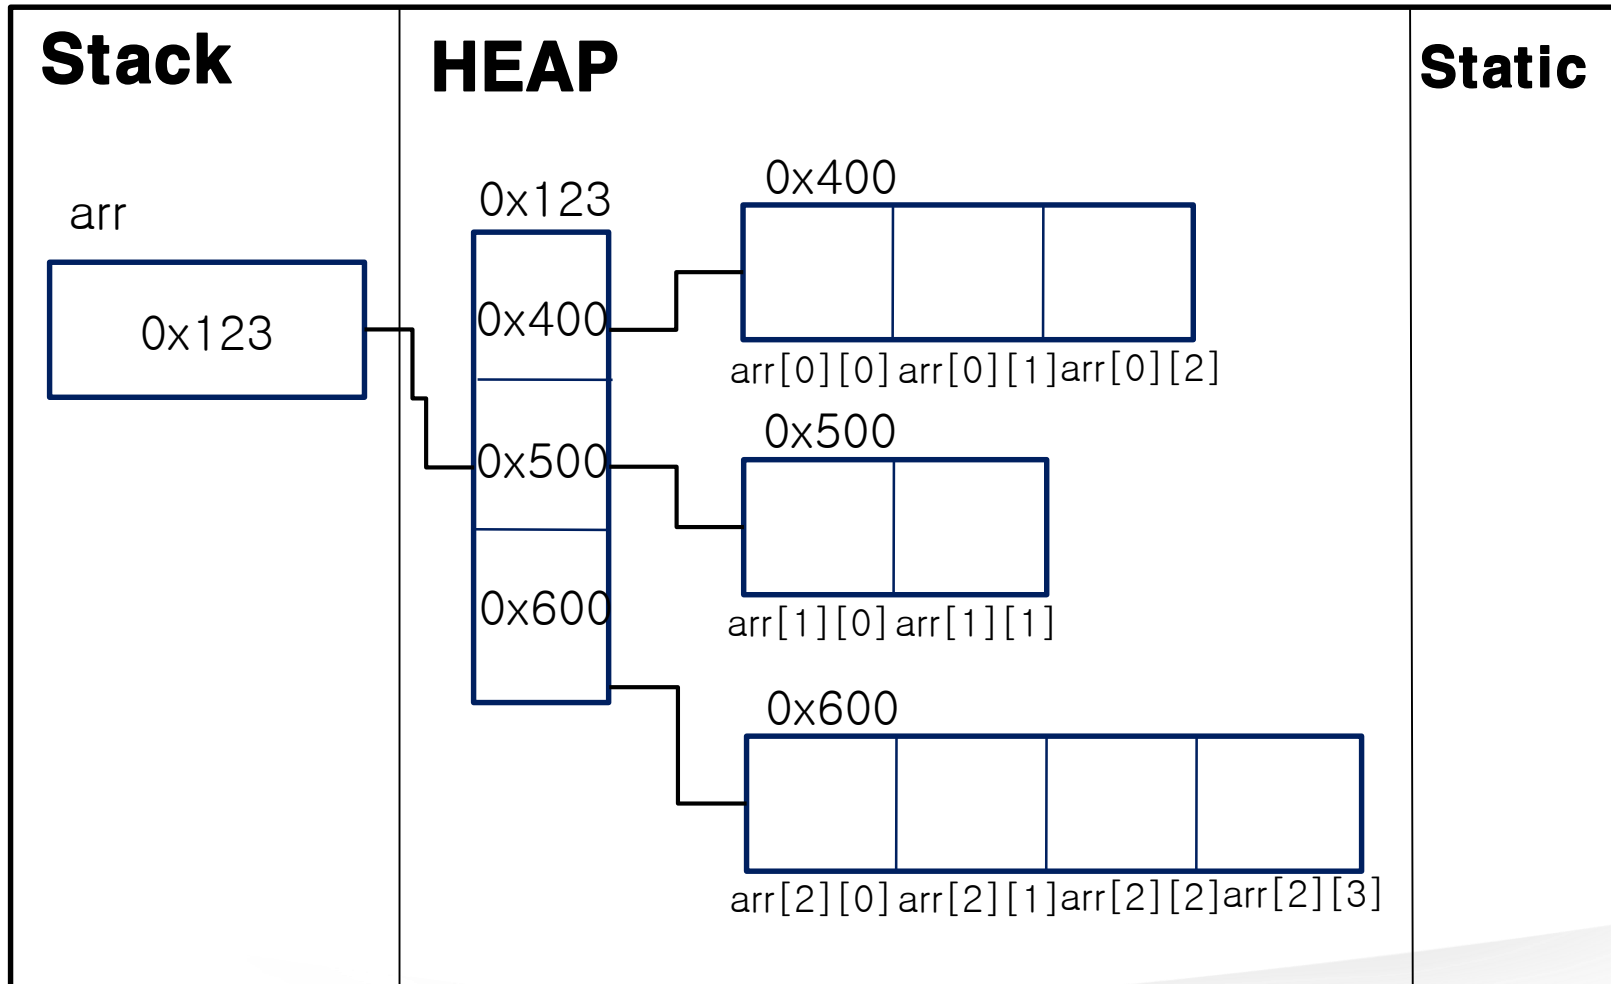 Stack
HEAP
Static
arr
0x123
0x123
0x400
0x500
0x600
0x400
arr[0][0] arr[0][1] arr[0][2]
0x500
arr[1][0] arr[1][1]
0x600
arr[2][0] arr[2][1] arr[2][2] arr[2][3]